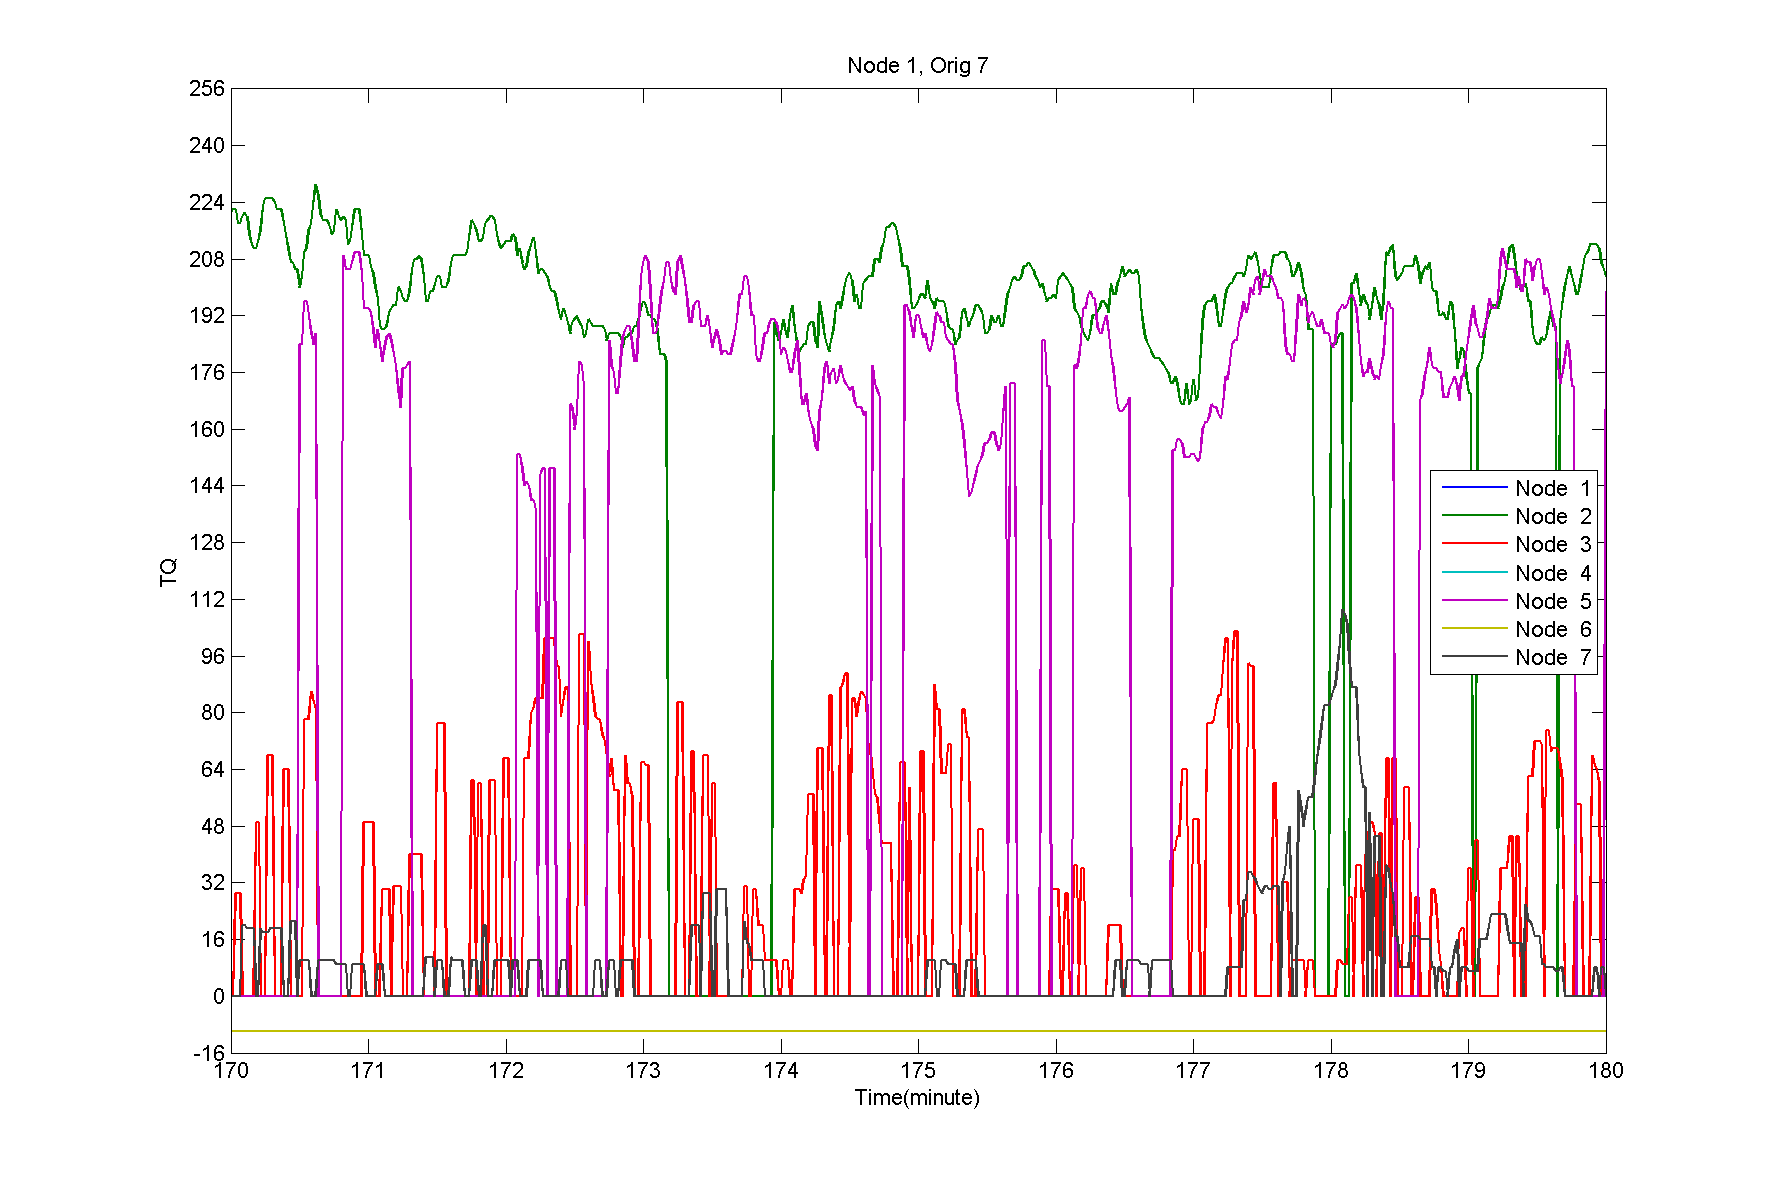 Node 1, Orig 7
256
240
224
208
192
176
160
144
128
112
96
80
64
48
32
16
0
-16
TQ
170 171 172 173 174 175 176 177 178 179 180
Time(minute)
Node 1
Node 2
Node 3
Node 4
Node 5
Node 6
Node 7